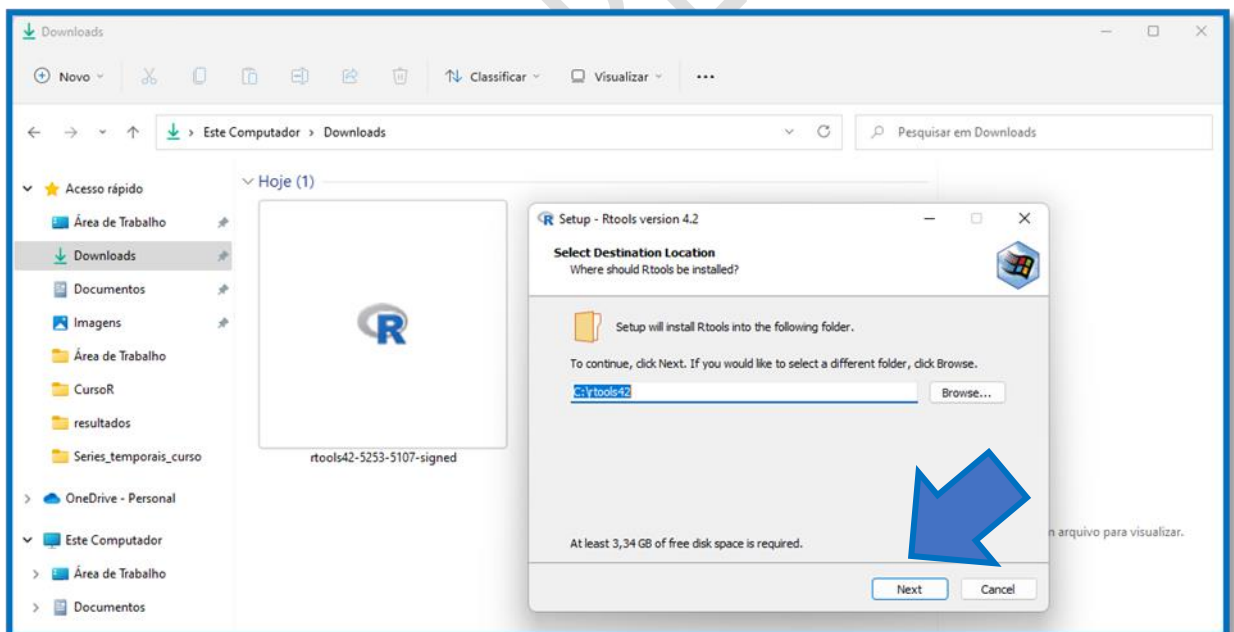 Downloads
Novo
Classificar
Visualizar
Este Computador > Downloads
Pesquisar em Downloads
Acesso rápido
Área de Trabalho
Downloads
Documentos
Imagens
Área de Trabalho
CursoR
resultados
Series_temporais_curso
OneDrive - Personal
Este Computador
Área de Trabalho
Documentos
Hoje (1)
rtools42-5253-5107-signed
Setup - Rtools version 4.2
Select Destination Location
Where should Rtools be installed?
Setup will install Rtools into the following folder.
To continue, click Next. If you would like to select a different folder, click Browse.
C:\rtools42
Browse...
At least 3,34 GB of free disk space is required.
Next
Cancel
arquivo para visualizar.